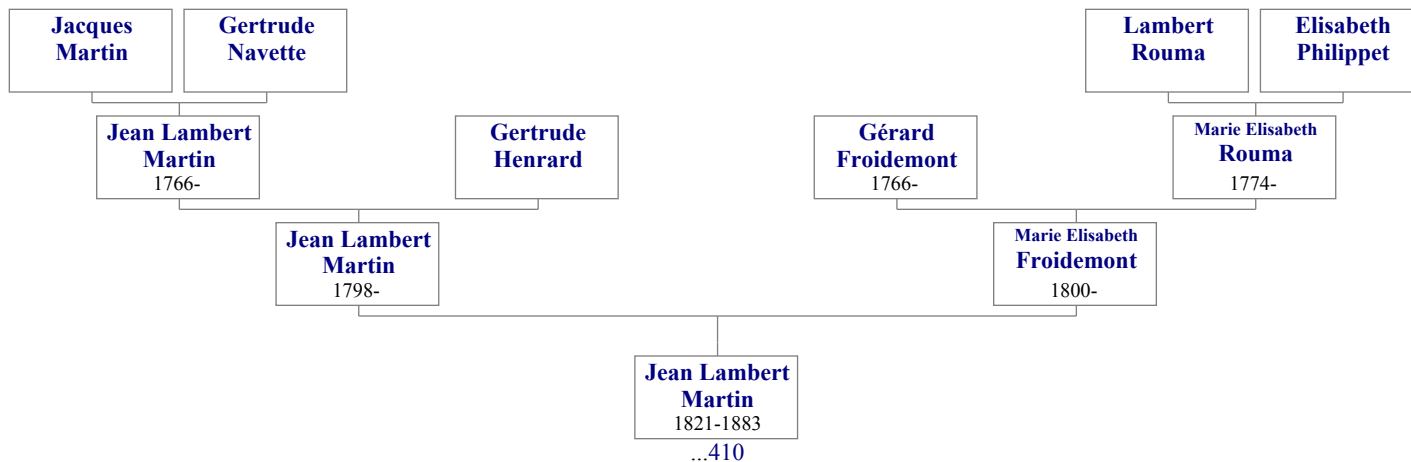 Jacques
Martin
Gertrude
Navette
Lambert
Rouma
Elisabeth
Philippet
Jean Lambert
Martin
1766-
Gertrude
Henrard
Gérard
Froidemont
1766-
Marie Elisabeth
Rouma
1774-
Jean Lambert
Martin
1798-
Marie Elisabeth
Froidemont
1800-
Jean Lambert
Martin
1821-1883
...410